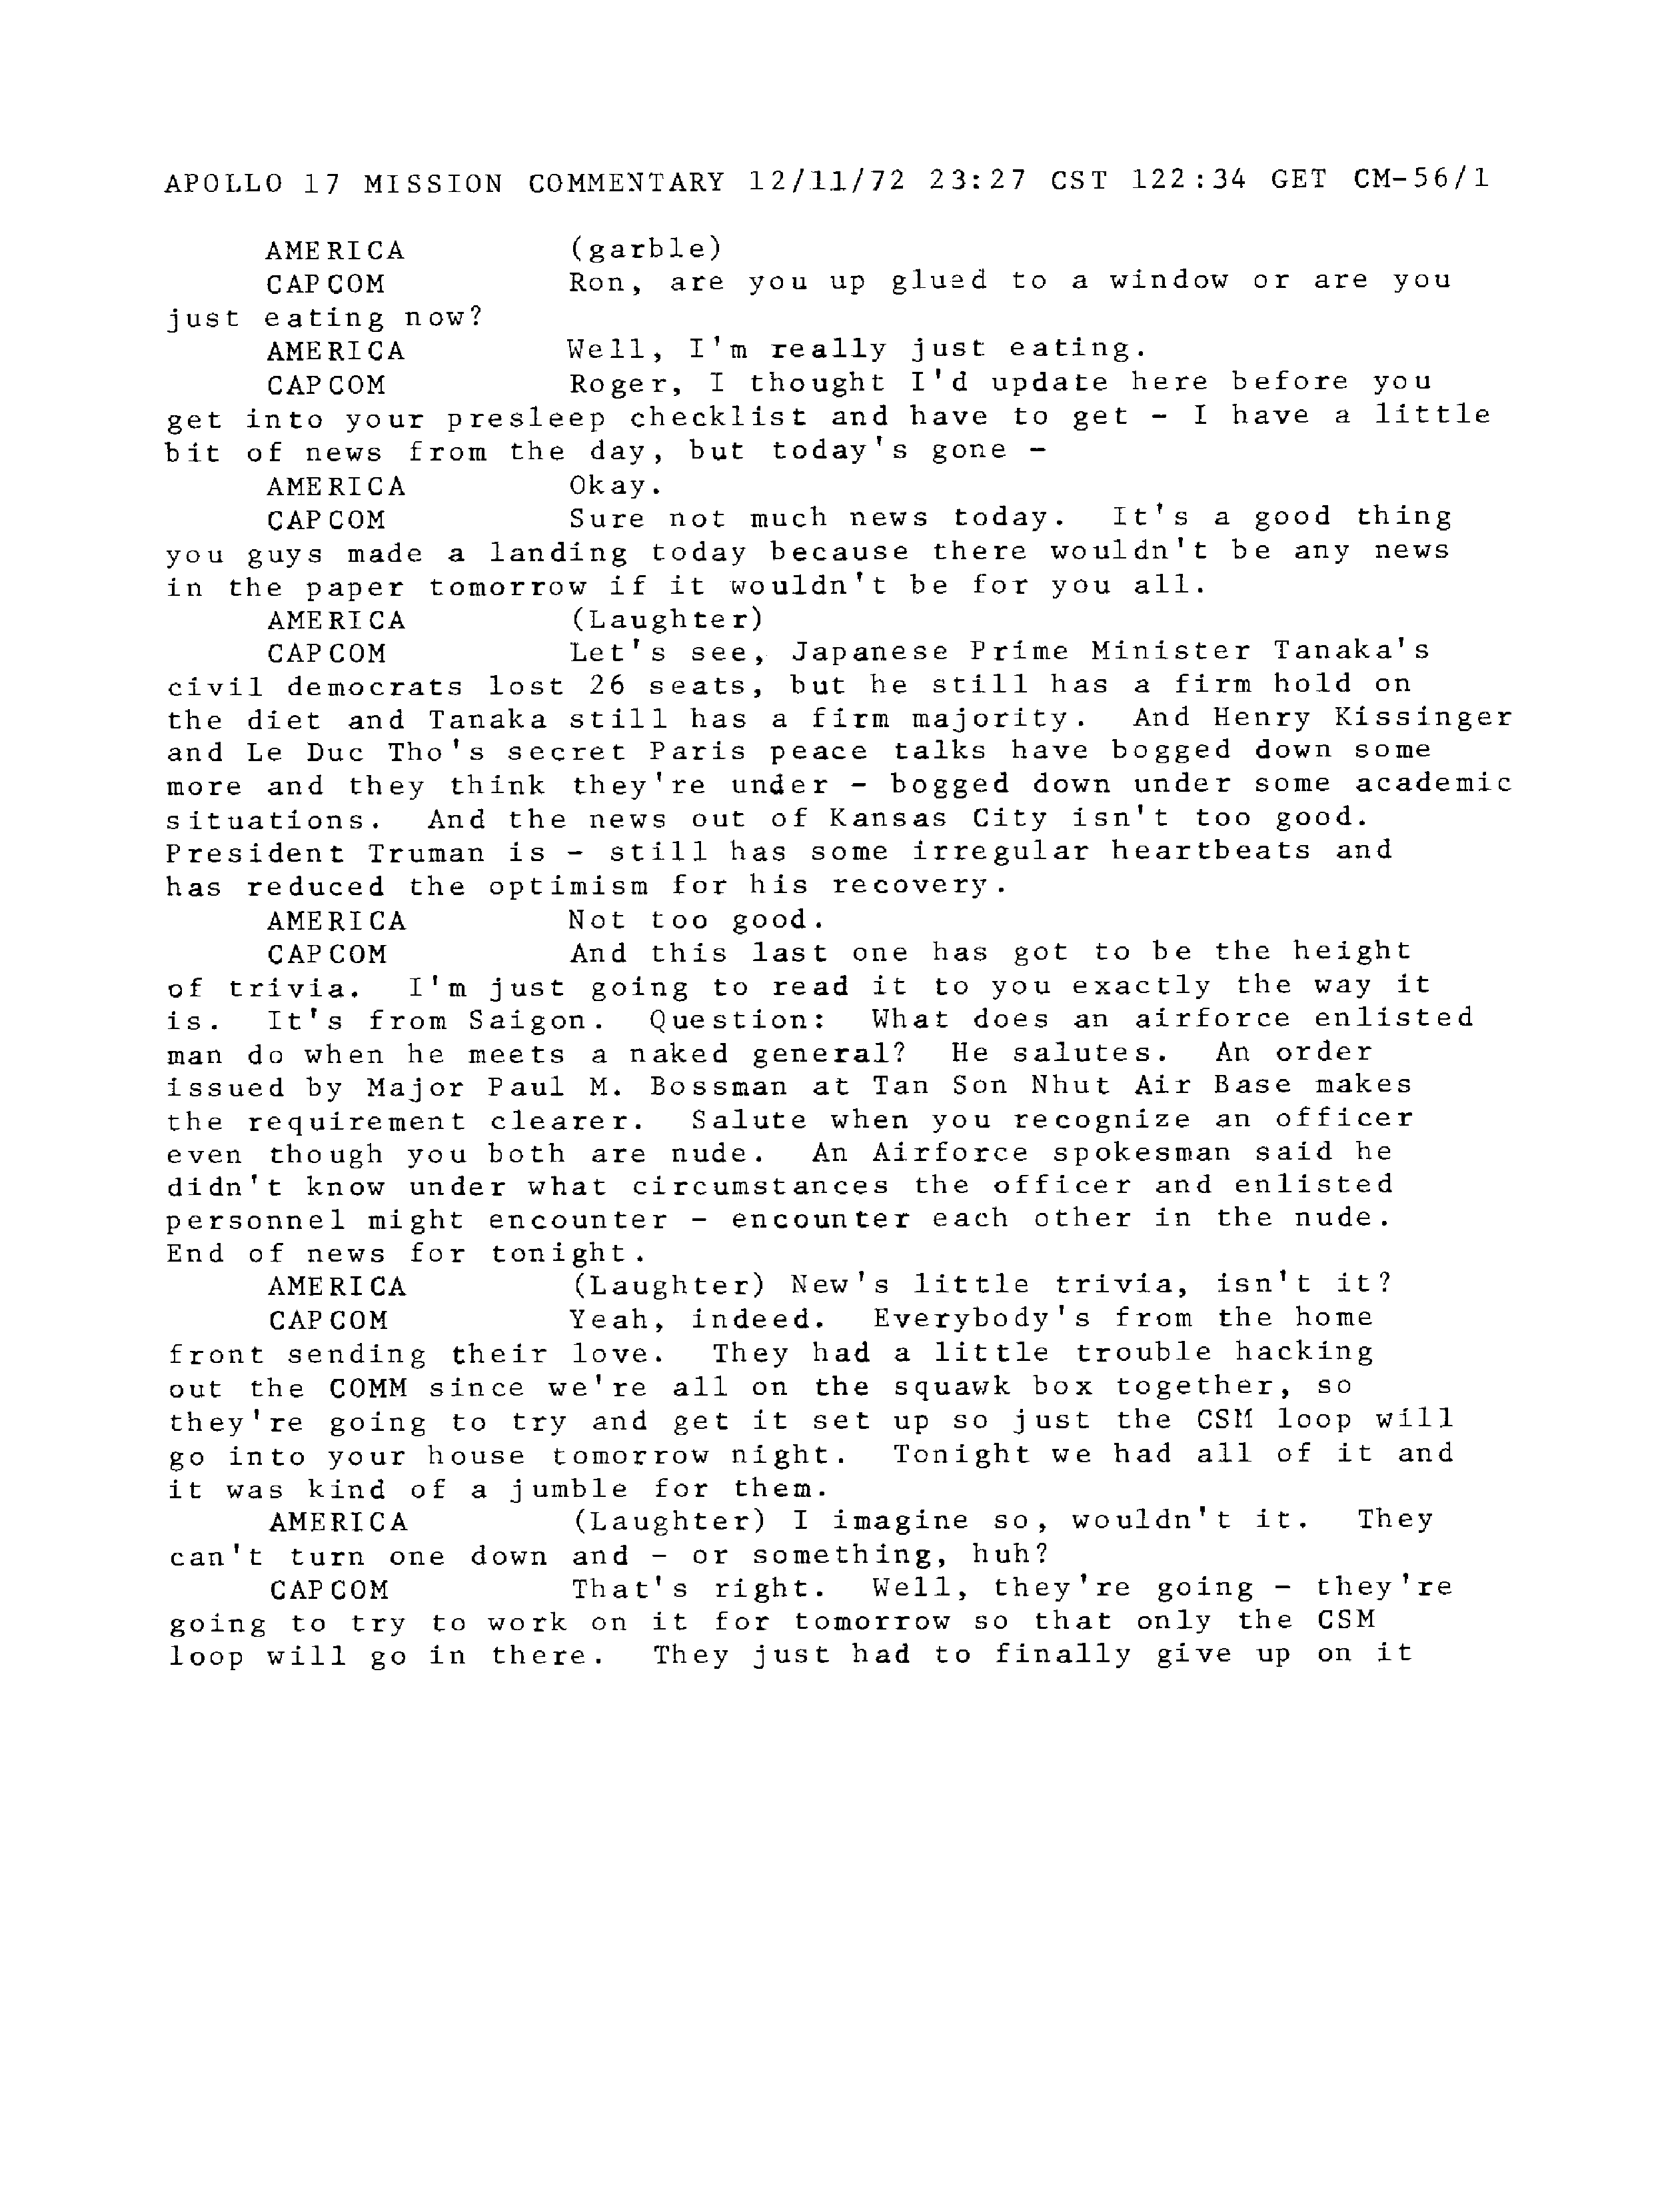 APOLLO 17 MISSION COMMENTARY 12/11/72 23:27 CST 122:34 GET CM-56/1
AMERICA (garble)
CAPCOM Ron, are you up glued to a window or are you
just eating now?
AMERICA Well, I'm really just eating.
CAPCOM Roger, I thought I'd update here before you
get into your presleep checklist and have to get - I have a little
bit of news from the day, but today's gone -
AMERICA Okay.
CAPCOM Sure not much news today. It's a good thing
you guys made a landing today because there wouldn't be any news
in the paper tomorrow if it wouldn't be for you all.
AMERICA (Laughter)
CAPCOM Let's see, Japanese Prime Minister Tanaka's
civil democrats lost 26 seats, but he still has a firm hold on
the diet and Tanaka still has a firm majority. And Henry Kissinger
and Le Duc Tho's secret Paris peace talks have bogged down some
more and they think they're under - bogged down under some academic
situations. And the news out of Kansas City isn't too good.
President Truman is - still has some irregular heartbeats and
has reduced the optimism for his recovery.
AMERICA Not too good.
CAPCOM And this last one has got to be the height
of trivia. I'm just going to read it to you exactly the way it
is. It's from Saigon. Question: What does an airforce enlisted
man do when he meets a naked general? He salutes. An order
issued by Major Paul M. Bossman at Tan Son Nhut Air Base makes
the requirement clearer. Salute when you recognize an officer
even though you both are nude. An Airforce spokesman said he
didn't know under what circumstances the officer and enlisted
personnel might encounter - encounter each other in the nude.
End of news for tonight.
AMERICA (Laughter) New's little trivia, isn't it?
CAPCOM Yeah, indeed. Everybody's from the home
front sending their love. They had a little trouble hacking
out the COMM since we're all on the squawk box together, so
they're going to try and get it set up so just the CSM loop will
go into your house tomorrow night. Tonight we had all of it and
it was kind of a jumble for them.
AMERICA (Laughter) I imagine so, wouldn't it. They
can't turn one down and - or something, huh?
CAPCOM That's right. Well, they're going - they're
going to try to work on it for tomorrow so that only the CSM
loop will go in there. They just had to finally give up on it